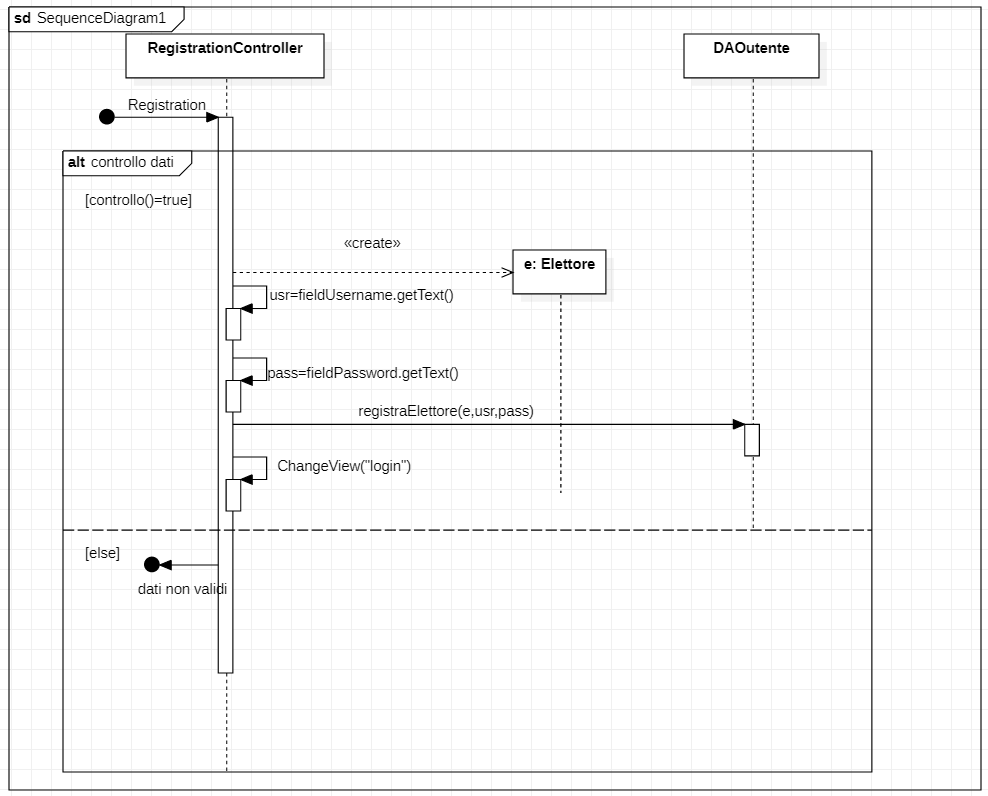 sd SequenceDiagram1
RegistrationController
DAOutente
Registration
alt controllo dati
[controllo()=true]
«create»
e: Elettore
usr=fieldUsername.getText()
pass=fieldPassword.getText()
registraElettore(e,usr,pass)
ChangeView("login")
[else]
dati non validi